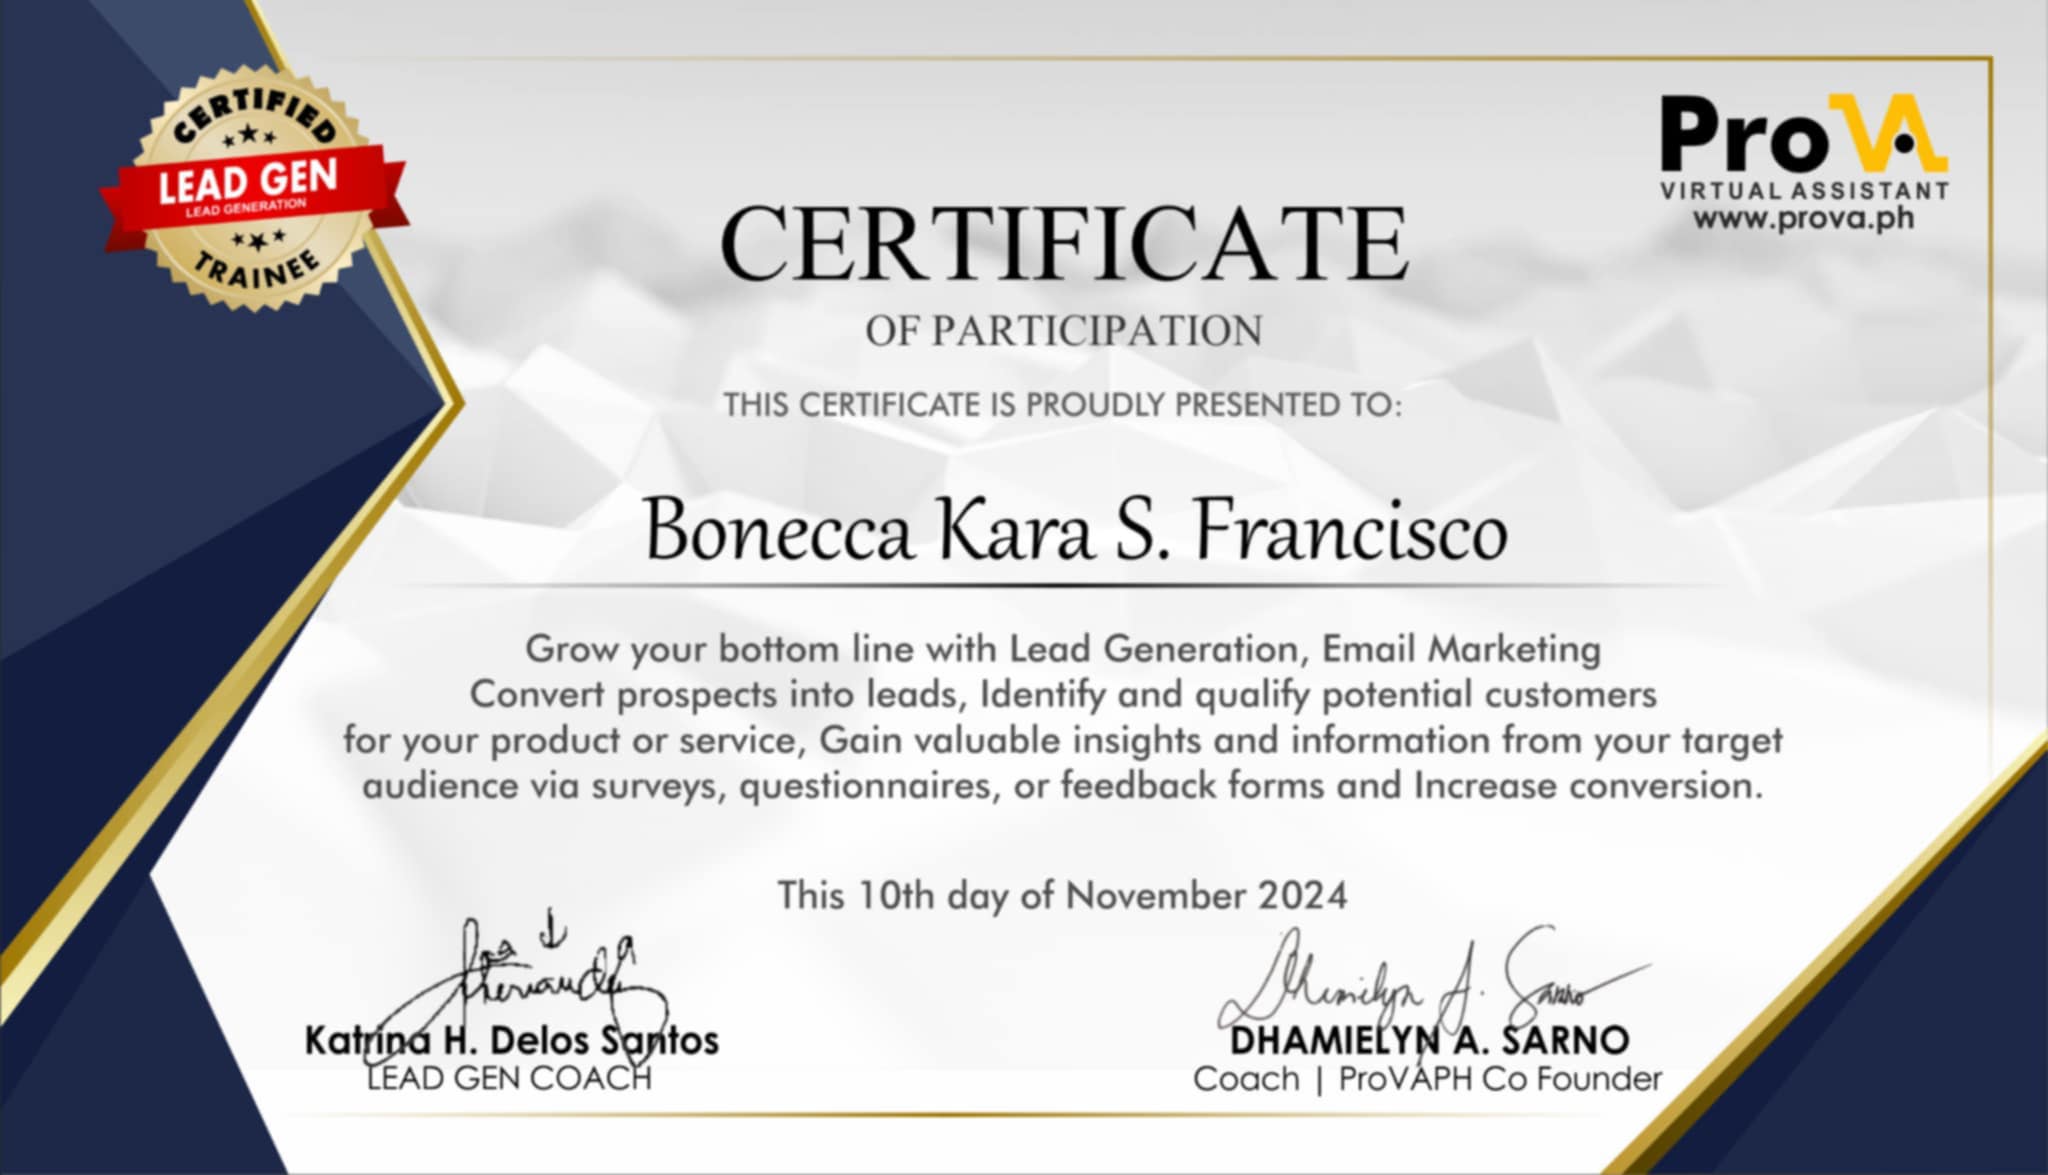 CERTIFIED
LEAD GEN
LEAD GENERATION
TRAINEE
ProVA
VIRTUAL ASSISTANT
www.prova.ph
CERTIFICATE
OF PARTICIPATION
THIS CERTIFICATE IS PROUDLY PRESENTED TO:
Bonecca Kara S. Francisco
Grow your bottom line with Lead Generation, Email Marketing
Convert prospects into leads, Identify and qualify potential customers
for your product or service, Gain valuable insights and information from your target
audience via surveys, questionnaires, or feedback forms and Increase conversion.
This 10th day of November 2024
Dhamielyn A. Sarno
Katrina H. Delos Santos
LEAD GEN COACH
DHAMIELYN A. SARNO
Coach | ProVAPH Co Founder